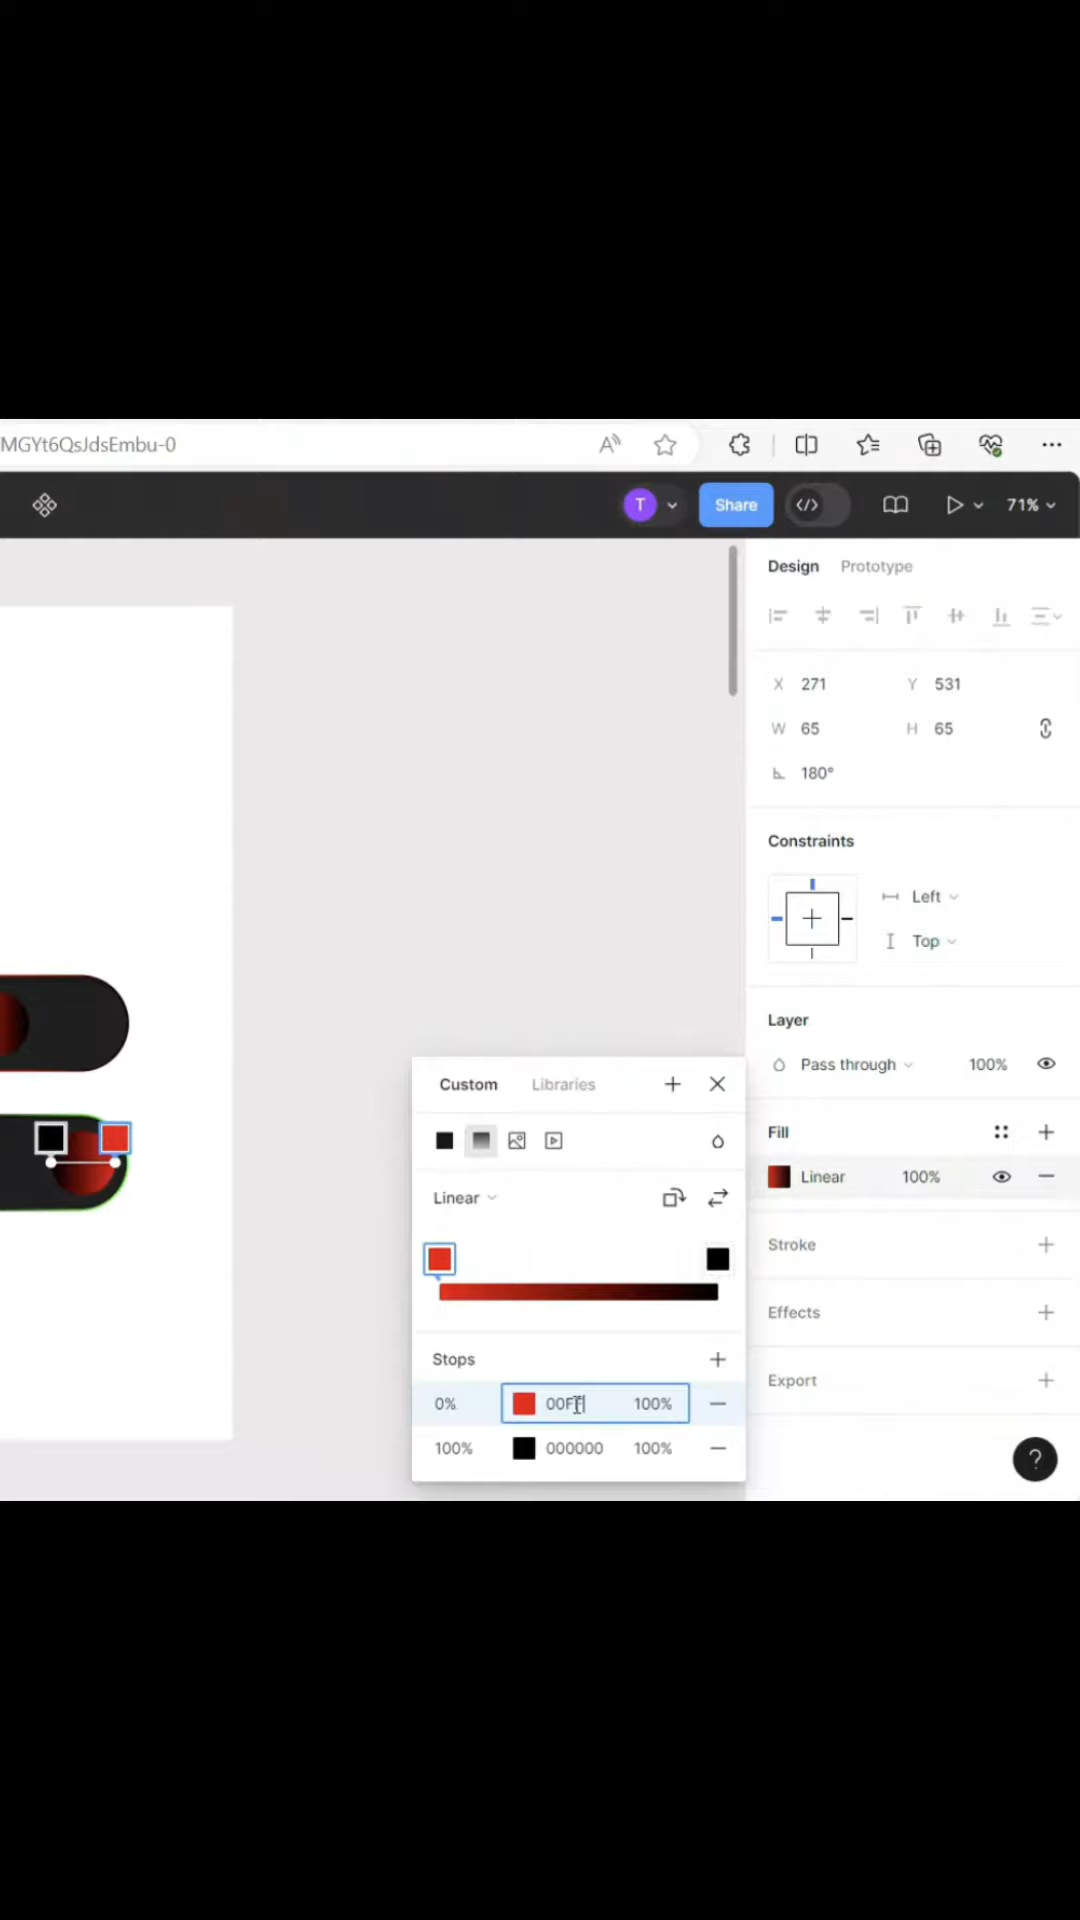 MGYt6QsJdsEmbu-0
T
Share
71%
Design Prototype
X 271 Y 531
W 65 H 65
180°
Constraints
Left
Top
Layer
Pass through 100%
Fill
Linear 100%
Stroke
Effects
Export
?
Custom Libraries
Linear
Stops
0% 00FF 100%
100% 000000 100%